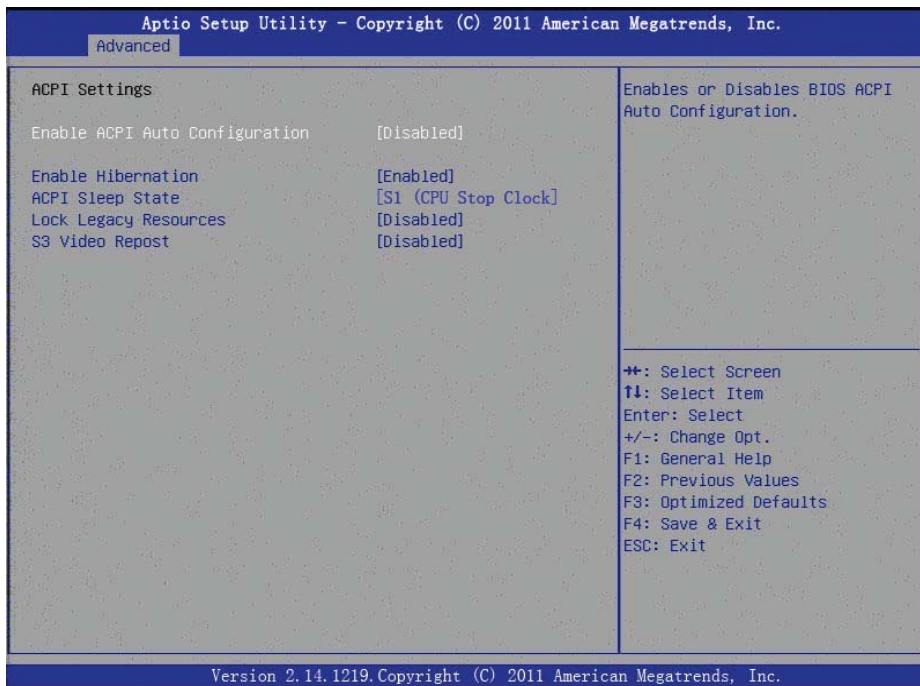 Aptio Setup Utility - Copyright (C) 2011 American Megatrends, Inc.
Advanced
ACPI Settings
Enable ACPI Auto Configuration [Disabled]
Enable Hibernation [Enabled]
ACPI Sleep State [S1 (CPU Stop Clock]
Lock Legacy Resources [Disabled]
S3 Video Repost [Disabled]
Enables or Disables BIOS ACPI
Auto Configuration.
→←: Select Screen
↑↓: Select Item
Enter: Select
+/-: Change Opt.
F1: General Help
F2: Previous Values
F3: Optimized Defaults
F4: Save & Exit
ESC: Exit
Version 2.14.1219.Copyright (C) 2011 American Megatrends, Inc.